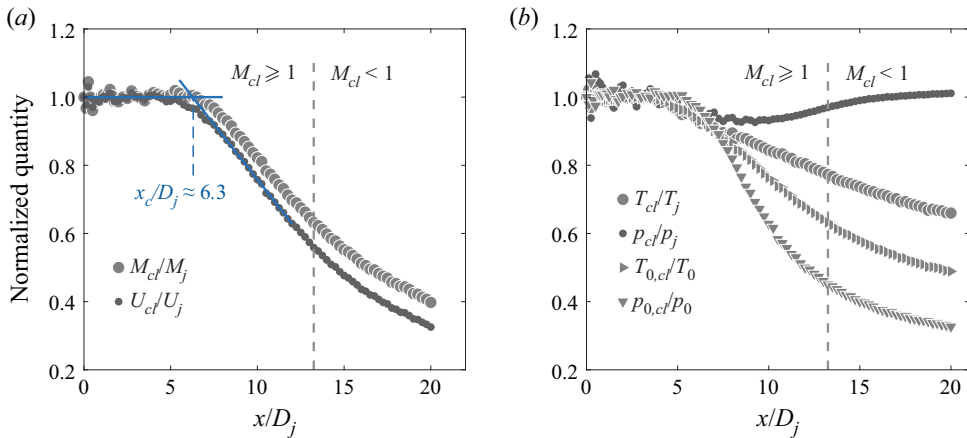 (a)
1.2
1.0
0.8
0.6
0.4
0.2
0
5
10
15
20
Normalized quantity
x/D_j
M_cl ⩾ 1
M_cl < 1
x_c/D_j ≈ 6.3
M_cl/M_j
U_cl/U_j
(b)
1.2
1.0
0.8
0.6
0.4
0.2
0
5
10
15
20
x/D_j
M_cl ⩾ 1
M_cl < 1
T_cl/T_j
p_cl/p_j
T_0,cl/T_0
p_0,cl/p_0